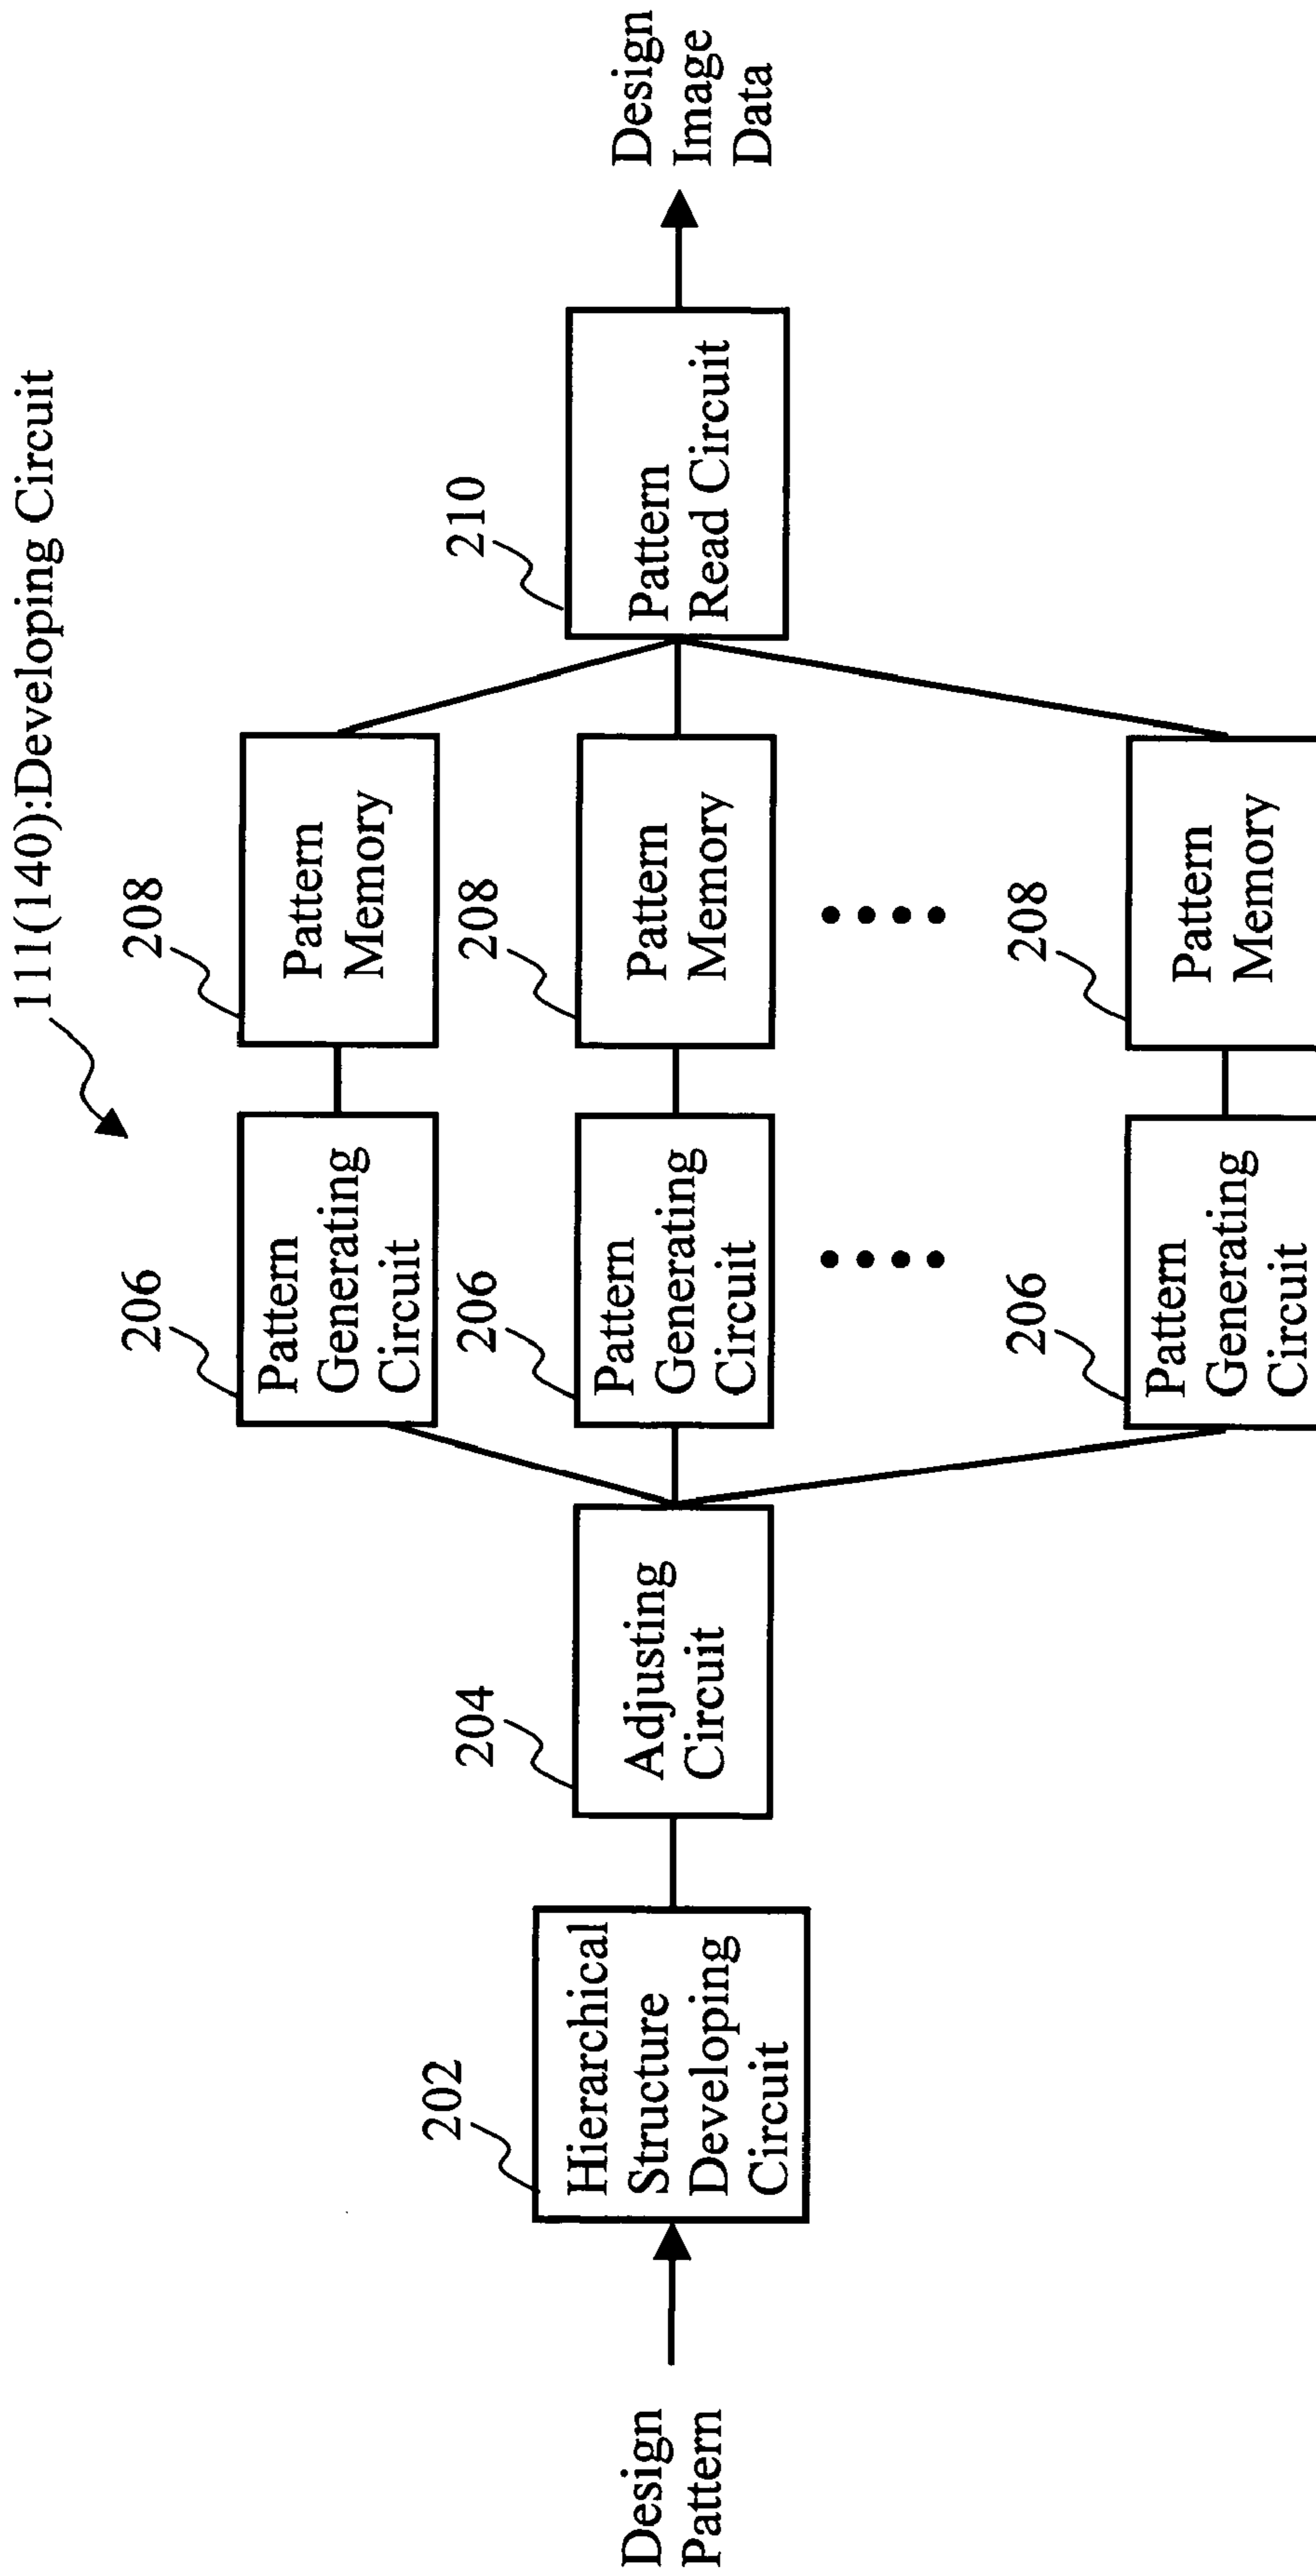 111(140):Developing Circuit
Design
Pattern
202
Hierarchical
Structure
Developing
Circuit
204
Adjusting
Circuit
206
Pattern
Generating
Circuit
208
Pattern
Memory
206
Pattern
Generating
Circuit
208
Pattern
Memory
206
Pattern
Generating
Circuit
208
Pattern
Memory
210
Pattern
Read Circuit
Design
Image
Data